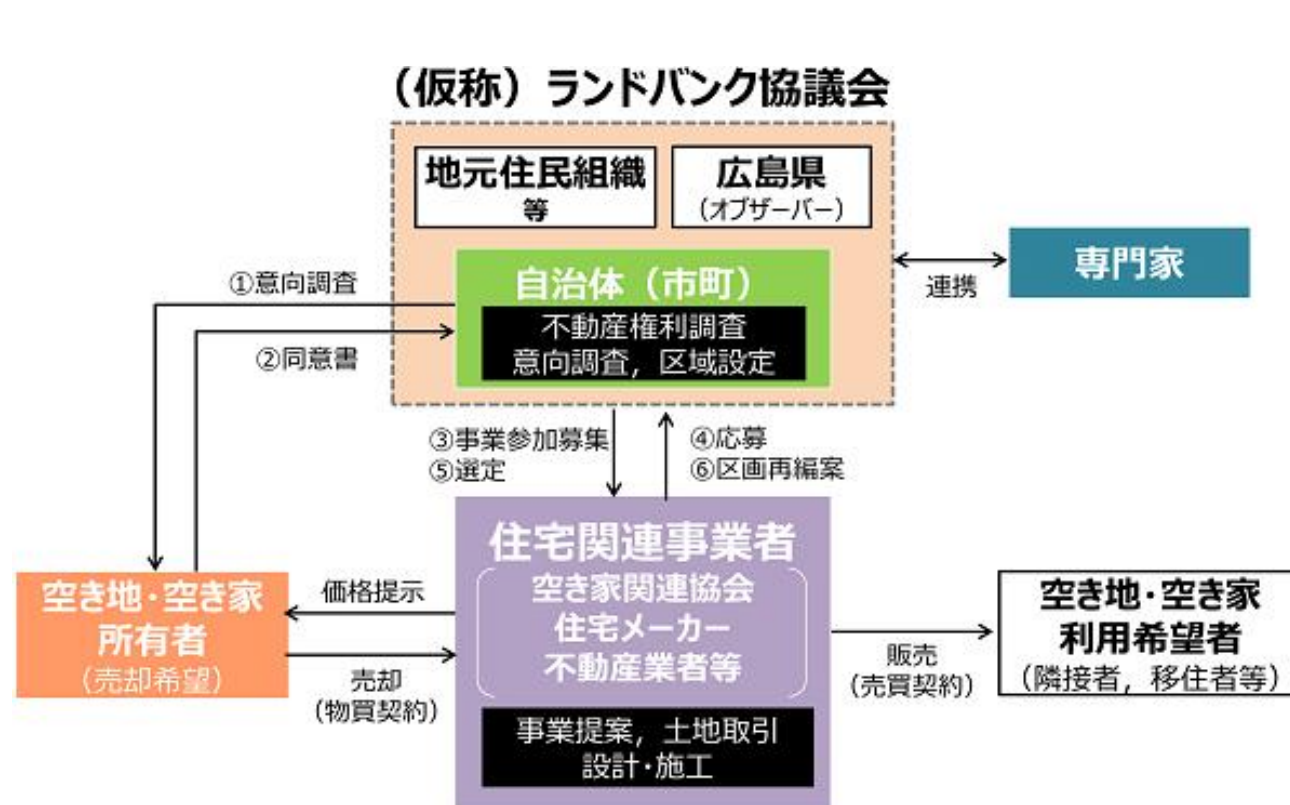 （仮称）ランドバンク協議会
地元住民組織
等
広島県
（オブザーバー）
自治体（市町）
不動産権利調査
意向調査，区域設定
専門家
連携
①意向調査
②同意書
③事業参加募集
⑤選定
④応募
⑥区画再編案
住宅関連事業者
空き家関連協会
住宅メーカー
不動産業者等
事業提案，土地取引
設計・施工
空き地・空き家
所有者
（売却希望）
価格提示
売却
（物買契約）
販売
（売買契約）
空き地・空き家
利用希望者
（隣接者，移住者等）